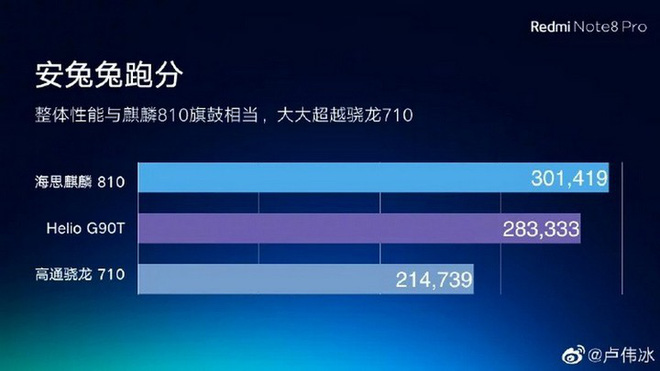 Redmi Note8 Pro
安兔兔跑分
整体性能与麒麟810旗鼓相当，大大超越骁龙710
海思麒麟 810
301,419
Helio G90T
283,333
高通骁龙 710
214,739
@卢伟冰